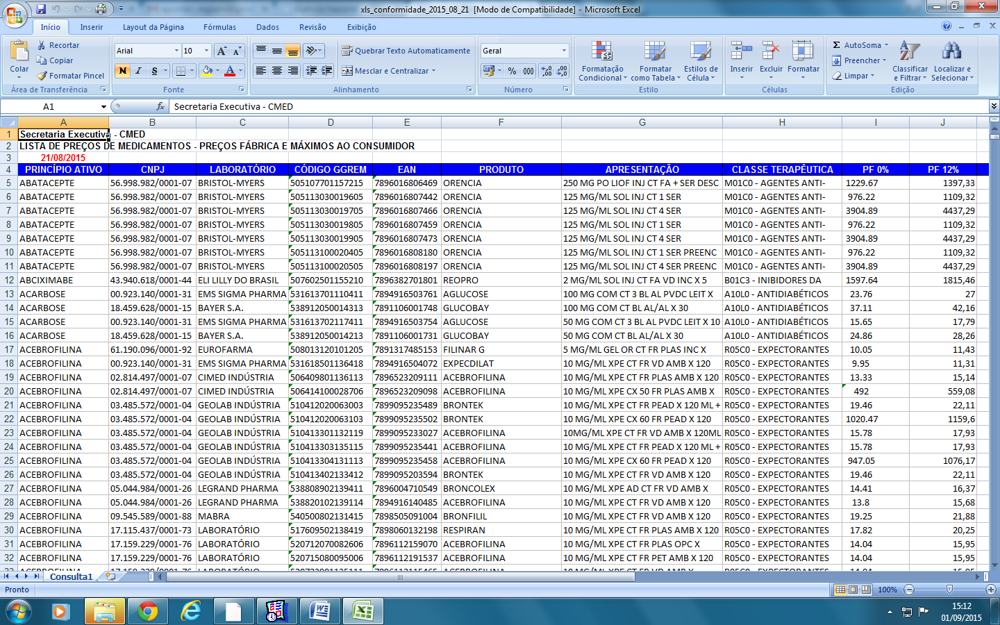 xls_conformidade_2015_08_21 [Modo de Compatibilidade] - Microsoft Excel
Início Inserir Layout da Página Fórmulas Dados Revisão Exibição
Colar Recortar Copiar Formatar Pincel
Arial 10 N I S
Quebrar Texto Automaticamente
Mesclar e Centralizar
Geral % 000
Formatação Condicional Formatar como Tabela Estilos de Célula
Inserir Excluir Formatar
Σ AutoSoma Preencher Limpar
Classificar e Filtrar Localizar e Selecionar
Área de Transferência Fonte Alinhamento Número Estilo Células Edição
A1 fx Secretaria Executiva - CMED
A B C D E F G H I J
1 Secretaria Executiva - CMED
2 LISTA DE PREÇOS DE MEDICAMENTOS - PREÇOS FÁBRICA E MÁXIMOS AO CONSUMIDOR
3 21/08/2015
4 PRINCÍPIO ATIVO CNPJ LABORATÓRIO CÓDIGO GGREM EAN PRODUTO APRESENTAÇÃO CLASSE TERAPÊUTICA PF 0% PF 12%
5 ABATACEPTE 56.998.982/0001-07 BRISTOL-MYERS 505107701157215 7896016806469 ORENCIA 250 MG PO LIOF INJ CT FA + SER DESC M01C0 - AGENTES ANTI- 1229.67 1397,33
6 ABATACEPTE 56.998.982/0001-07 BRISTOL-MYERS 505113030019605 7896016807442 ORENCIA 125 MG/ML SOL INJ CT 1 SER M01C0 - AGENTES ANTI- 976.22 1109,32
7 ABATACEPTE 56.998.982/0001-07 BRISTOL-MYERS 505113030019705 7896016807466 ORENCIA 125 MG/ML SOL INJ CT 4 SER M01C0 - AGENTES ANTI- 3904.89 4437,29
8 ABATACEPTE 56.998.982/0001-07 BRISTOL-MYERS 505113030019805 7896016807459 ORENCIA 125 MG/ML SOL INJ CT 1 SER M01C0 - AGENTES ANTI- 976.22 1109,32
9 ABATACEPTE 56.998.982/0001-07 BRISTOL-MYERS 505113030019905 7896016807473 ORENCIA 125 MG/ML SOL INJ CT 4 SER M01C0 - AGENTES ANTI- 3904.89 4437,29
10 ABATACEPTE 56.998.982/0001-07 BRISTOL-MYERS 505113100020405 7896016808180 ORENCIA 125 MG/ML SOL INJ CT 1 SER PREENC M01C0 - AGENTES ANTI- 976.22 1109,32
11 ABATACEPTE 56.998.982/0001-07 BRISTOL-MYERS 505113100020505 7896016808197 ORENCIA 125 MG/ML SOL INJ CT 4 SER PREENC M01C0 - AGENTES ANTI- 3904.89 4437,29
12 ABCIXIMABE 43.940.618/0001-44 ELI LILLY DO BRASIL 507602501155210 7896382701801 REOPRO 2 MG/ML SOL INJ CT FA VD INC X 5 B01C3 - INIBIDORES DA 1597.64 1815,46
13 ACARBOSE 00.923.140/0001-31 EMS SIGMA PHARMA 531613701110411 7894916503761 AGLUCOSE 100 MG COM CT 3 BL AL PVDC LEIT X A10L0 - ANTIDIABÉTICOS 23.76 27
14 ACARBOSE 18.459.628/0001-15 BAYER S.A. 538912050014313 7891106001748 GLUCOBAY 100 MG COM CT BL AL/AL X 30 A10L0 - ANTIDIABÉTICOS 37.11 42,16
15 ACARBOSE 00.923.140/0001-31 EMS SIGMA PHARMA 531613702117411 7894916503754 AGLUCOSE 50 MG COM CT 3 BL AL PVDC LEIT X 10 A10L0 - ANTIDIABÉTICOS 15.65 17,79
16 ACARBOSE 18.459.628/0001-15 BAYER S.A. 538912050014213 7891106001731 GLUCOBAY 50 MG COM CT BL AL/AL X 30 A10L0 - ANTIDIABÉTICOS 24.86 28,26
17 ACEBROFILINA 61.190.096/0001-92 EUROFARMA 508013120101205 7891317485153 FILINAR G 5 MG/ML GEL OR CT FR PLAS INC X R05C0 - EXPECTORANTES 10.05 11,43
18 ACEBROFILINA 00.923.140/0001-31 EMS SIGMA PHARMA 531618501136418 7894916504072 EXPECDILAT 10 MG/ML XPE CT FR VD AMB X 120 R05C0 - EXPECTORANTES 9.95 11,31
19 ACEBROFILINA 02.814.497/0001-07 CIMED INDÚSTRIA 506409801136113 7896523209111 ACEBROFILINA 10 MG/ML XPE CT FR PLAS AMB X 120 R05C0 - EXPECTORANTES 13.33 15,14
20 ACEBROFILINA 02.814.497/0001-07 CIMED INDÚSTRIA 506414100028706 7896523209098 ACEBROFILINA 10 MG/ML XPE CX 50 FR PLAS AMB X R05C0 - EXPECTORANTES 492 559,08
21 ACEBROFILINA 03.485.572/0001-04 GEOLAB INDÚSTRIA 510412020063003 7899095235489 BRONTEK 10 MG/ML XPE CT FR PEAD X 120 ML + R05C0 - EXPECTORANTES 19.46 22,11
22 ACEBROFILINA 03.485.572/0001-04 GEOLAB INDÚSTRIA 510412020063103 7899095235502 BRONTEK 10 MG/ML XPE CX 60 FR PEAD X 120 R05C0 - EXPECTORANTES 1020.47 1159,6
23 ACEBROFILINA 03.485.572/0001-04 GEOLAB INDÚSTRIA 510413301132119 7899095233027 ACEBROFILINA 10MG/ML XPE CT FR VD AMB X 120ML R05C0 - EXPECTORANTES 15.78 17,93
24 ACEBROFILINA 03.485.572/0001-04 GEOLAB INDÚSTRIA 510413303135115 7899095235441 ACEBROFILINA 10 MG/ML XPE CT FR PEAD X 120 ML + R05C0 - EXPECTORANTES 15.78 17,93
25 ACEBROFILINA 03.485.572/0001-04 GEOLAB INDÚSTRIA 510413304131113 7899095235458 ACEBROFILINA 10 MG/ML XPE CX 60 FR PEAD X 120 R05C0 - EXPECTORANTES 947.05 1076,17
26 ACEBROFILINA 03.485.572/0001-04 GEOLAB INDÚSTRIA 510413402133412 7899095203594 BRONTEK 10 MG/ML XPE CT FR VD AMB X 120 R05C0 - EXPECTORANTES 19.46 22,11
27 ACEBROFILINA 05.044.984/0001-26 LEGRAND PHARMA 538808902139411 7896004710549 BRONCOLEX 10 MG/ML XPE AD CT FR VD AMB X R05C0 - EXPECTORANTES 14.41 16,37
28 ACEBROFILINA 05.044.984/0001-26 LEGRAND PHARMA 538820102139114 7894916140485 ACEBROFILINA 10 MG/ML XPE CT FR VD AMB X 120 R05C0 - EXPECTORANTES 13.8 15,68
29 ACEBROFILINA 09.545.589/0001-88 MABRA 540500802131415 7898505091004 BRONFILIL 10 MG/ML XPE CT FR VD AMB X 120 R05C0 - EXPECTORANTES 19.25 21,88
30 ACEBROFILINA 17.115.437/0001-73 LABORATÓRIO 517609502138419 7898060132198 RESPIRAN 10 MG/ML XPE CT FR PLAS AMB X 120 R05C0 - EXPECTORANTES 17.82 20,25
31 ACEBROFILINA 17.159.229/0001-76 LABORATÓRIO 520712070082606 7896112159070 ACEBROFILINA 10 MG/ML XPE CT FR PLAS OPC X R05C0 - EXPECTORANTES 14.04 15,95
32 ACEBROFILINA 17.159.229/0001-76 LABORATÓRIO 520715080095006 7896112191537 ACEBROFILINA 10 MG/ML XPE CT FR PET AMB X 120 R05C0 - EXPECTORANTES 14.04 15,95
Consulta1
Pronto 100%
15:12
01/09/2015